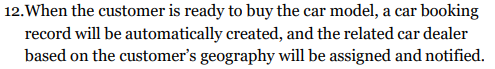 12.When the customer is ready to buy the car model, a car booking
record will be automatically created, and the related car dealer
based on the customer's geography will be assigned and notified.